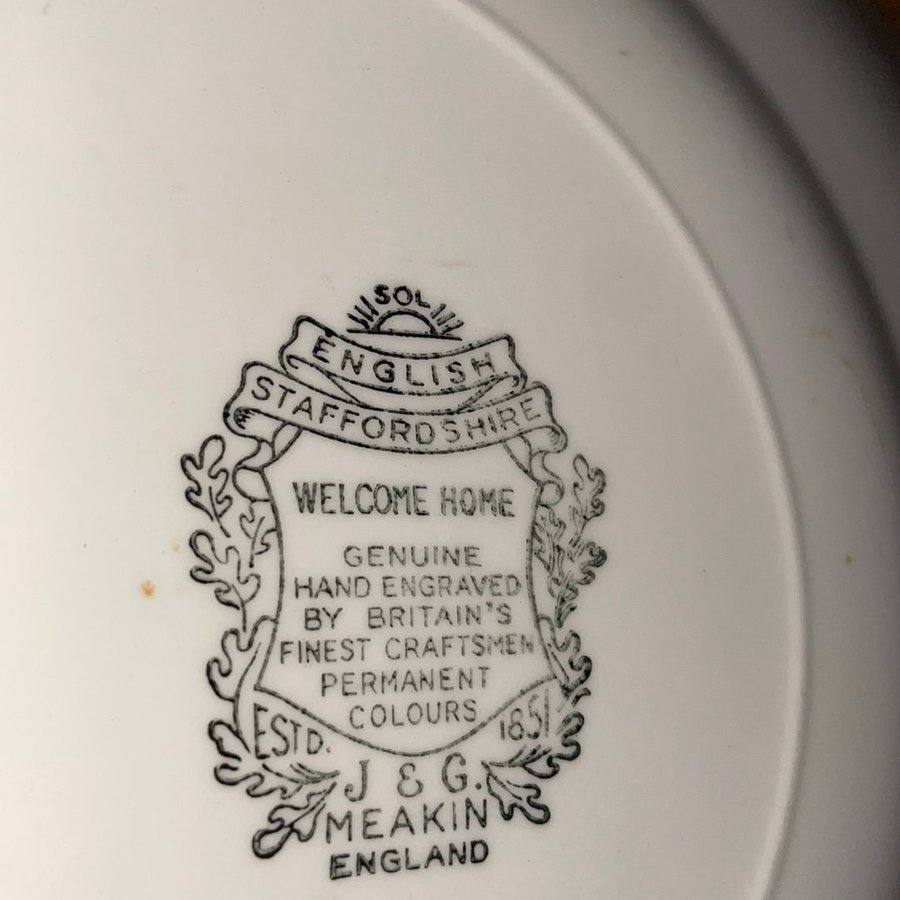 SOL
ENGLISH
STAFFORDSHIRE
WELCOME HOME
GENUINE
HAND ENGRAVED
BY BRITAIN'S
FINEST CRAFTSMEN
PERMANENT
COLOURS
ESTD. 1851
J & G.
MEAKIN
ENGLAND